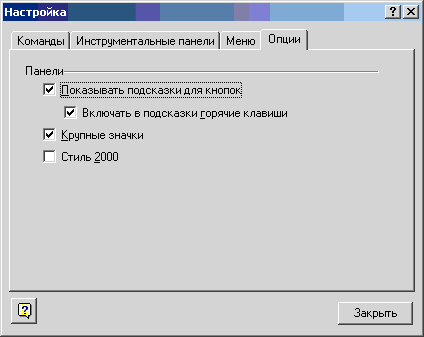 Настройка
Команды Инструментальные панели Меню Опции
Панели
Показывать подсказки для кнопок
Включать в подсказки горячие клавиши
Крупные значки
Стиль 2000
Закрыть